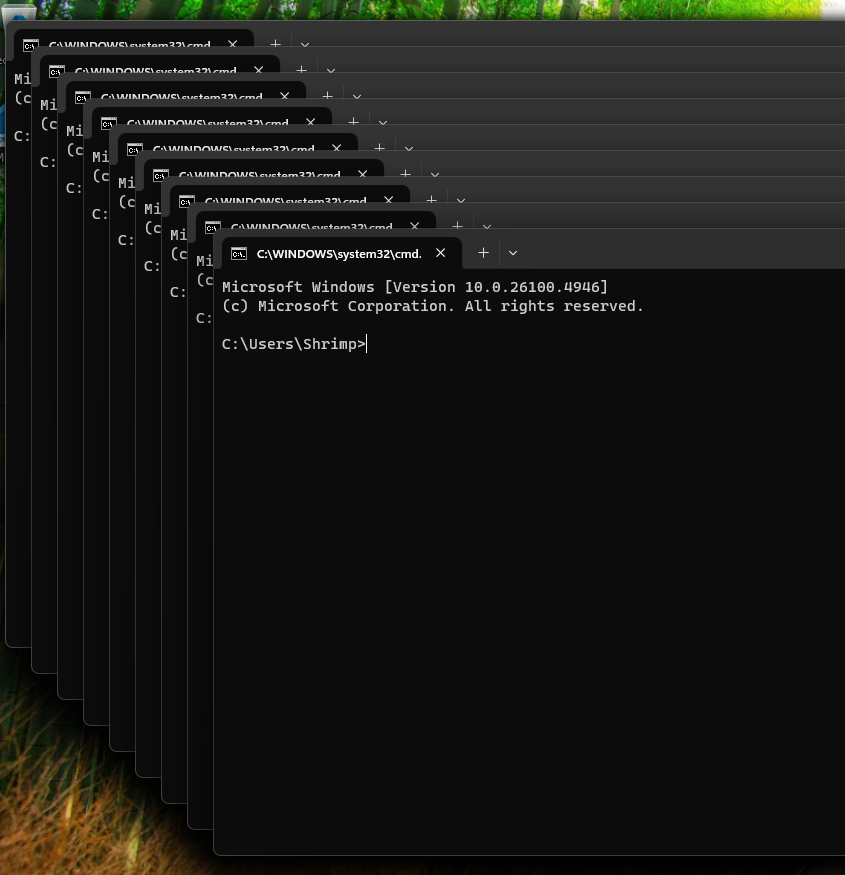 C:\WINDOWS\system32\cmd.
Mi
(c
C:
C:\WINDOWS\system32\cmd.
Mi
(c
C:
C:\WINDOWS\system32\cmd.
Mi
(c
C:
C:\WINDOWS\system32\cmd.
Mi
(c
C:
C:\WINDOWS\system32\cmd.
Mi
(c
C:
C:\WINDOWS\system32\cmd.
Mi
(c
C:
C:\WINDOWS\system32\cmd.
Mi
(c
C:
C:\WINDOWS\system32\cmd.
Mi
(c
C:
C:\WINDOWS\system32\cmd.
Microsoft Windows [Version 10.0.26100.4946]
(c) Microsoft Corporation. All rights reserved.
C:\Users\Shrimp>